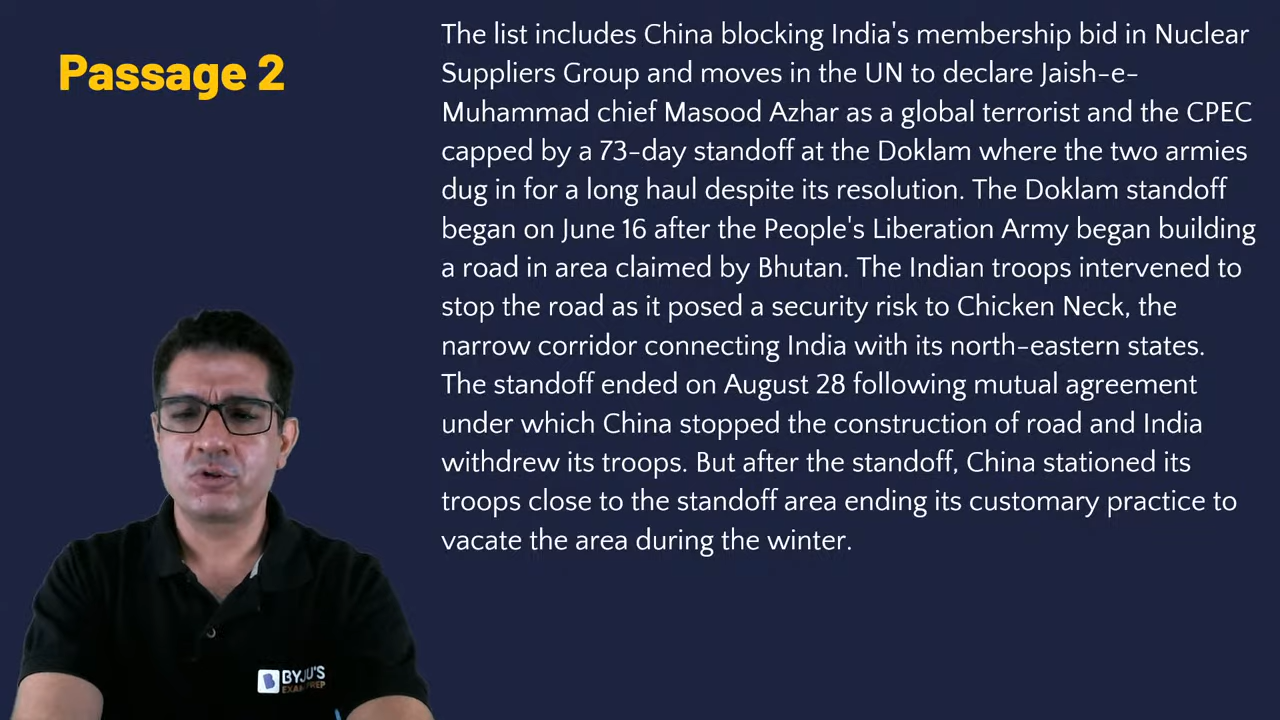 Passage 2
The list includes China blocking India's membership bid in Nuclear
Suppliers Group and moves in the UN to declare Jaish-e-
Muhammad chief Masood Azhar as a global terrorist and the CPEC
capped by a 73-day standoff at the Doklam where the two armies
dug in for a long haul despite its resolution. The Doklam standoff
began on June 16 after the People's Liberation Army began building
a road in area claimed by Bhutan. The Indian troops intervened to
stop the road as it posed a security risk to Chicken Neck, the
narrow corridor connecting India with its north-eastern states.
The standoff ended on August 28 following mutual agreement
under which China stopped the construction of road and India
withdrew its troops. But after the standoff, China stationed its
troops close to the standoff area ending its customary practice to
vacate the area during the winter.
BYJU'S
EXAM PREP